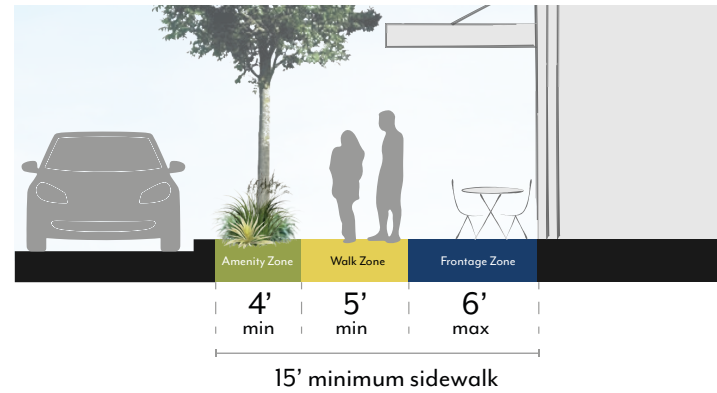 Amenity Zone
Walk Zone
Frontage Zone
4’
min
5’
min
6’
max
15’ minimum sidewalk